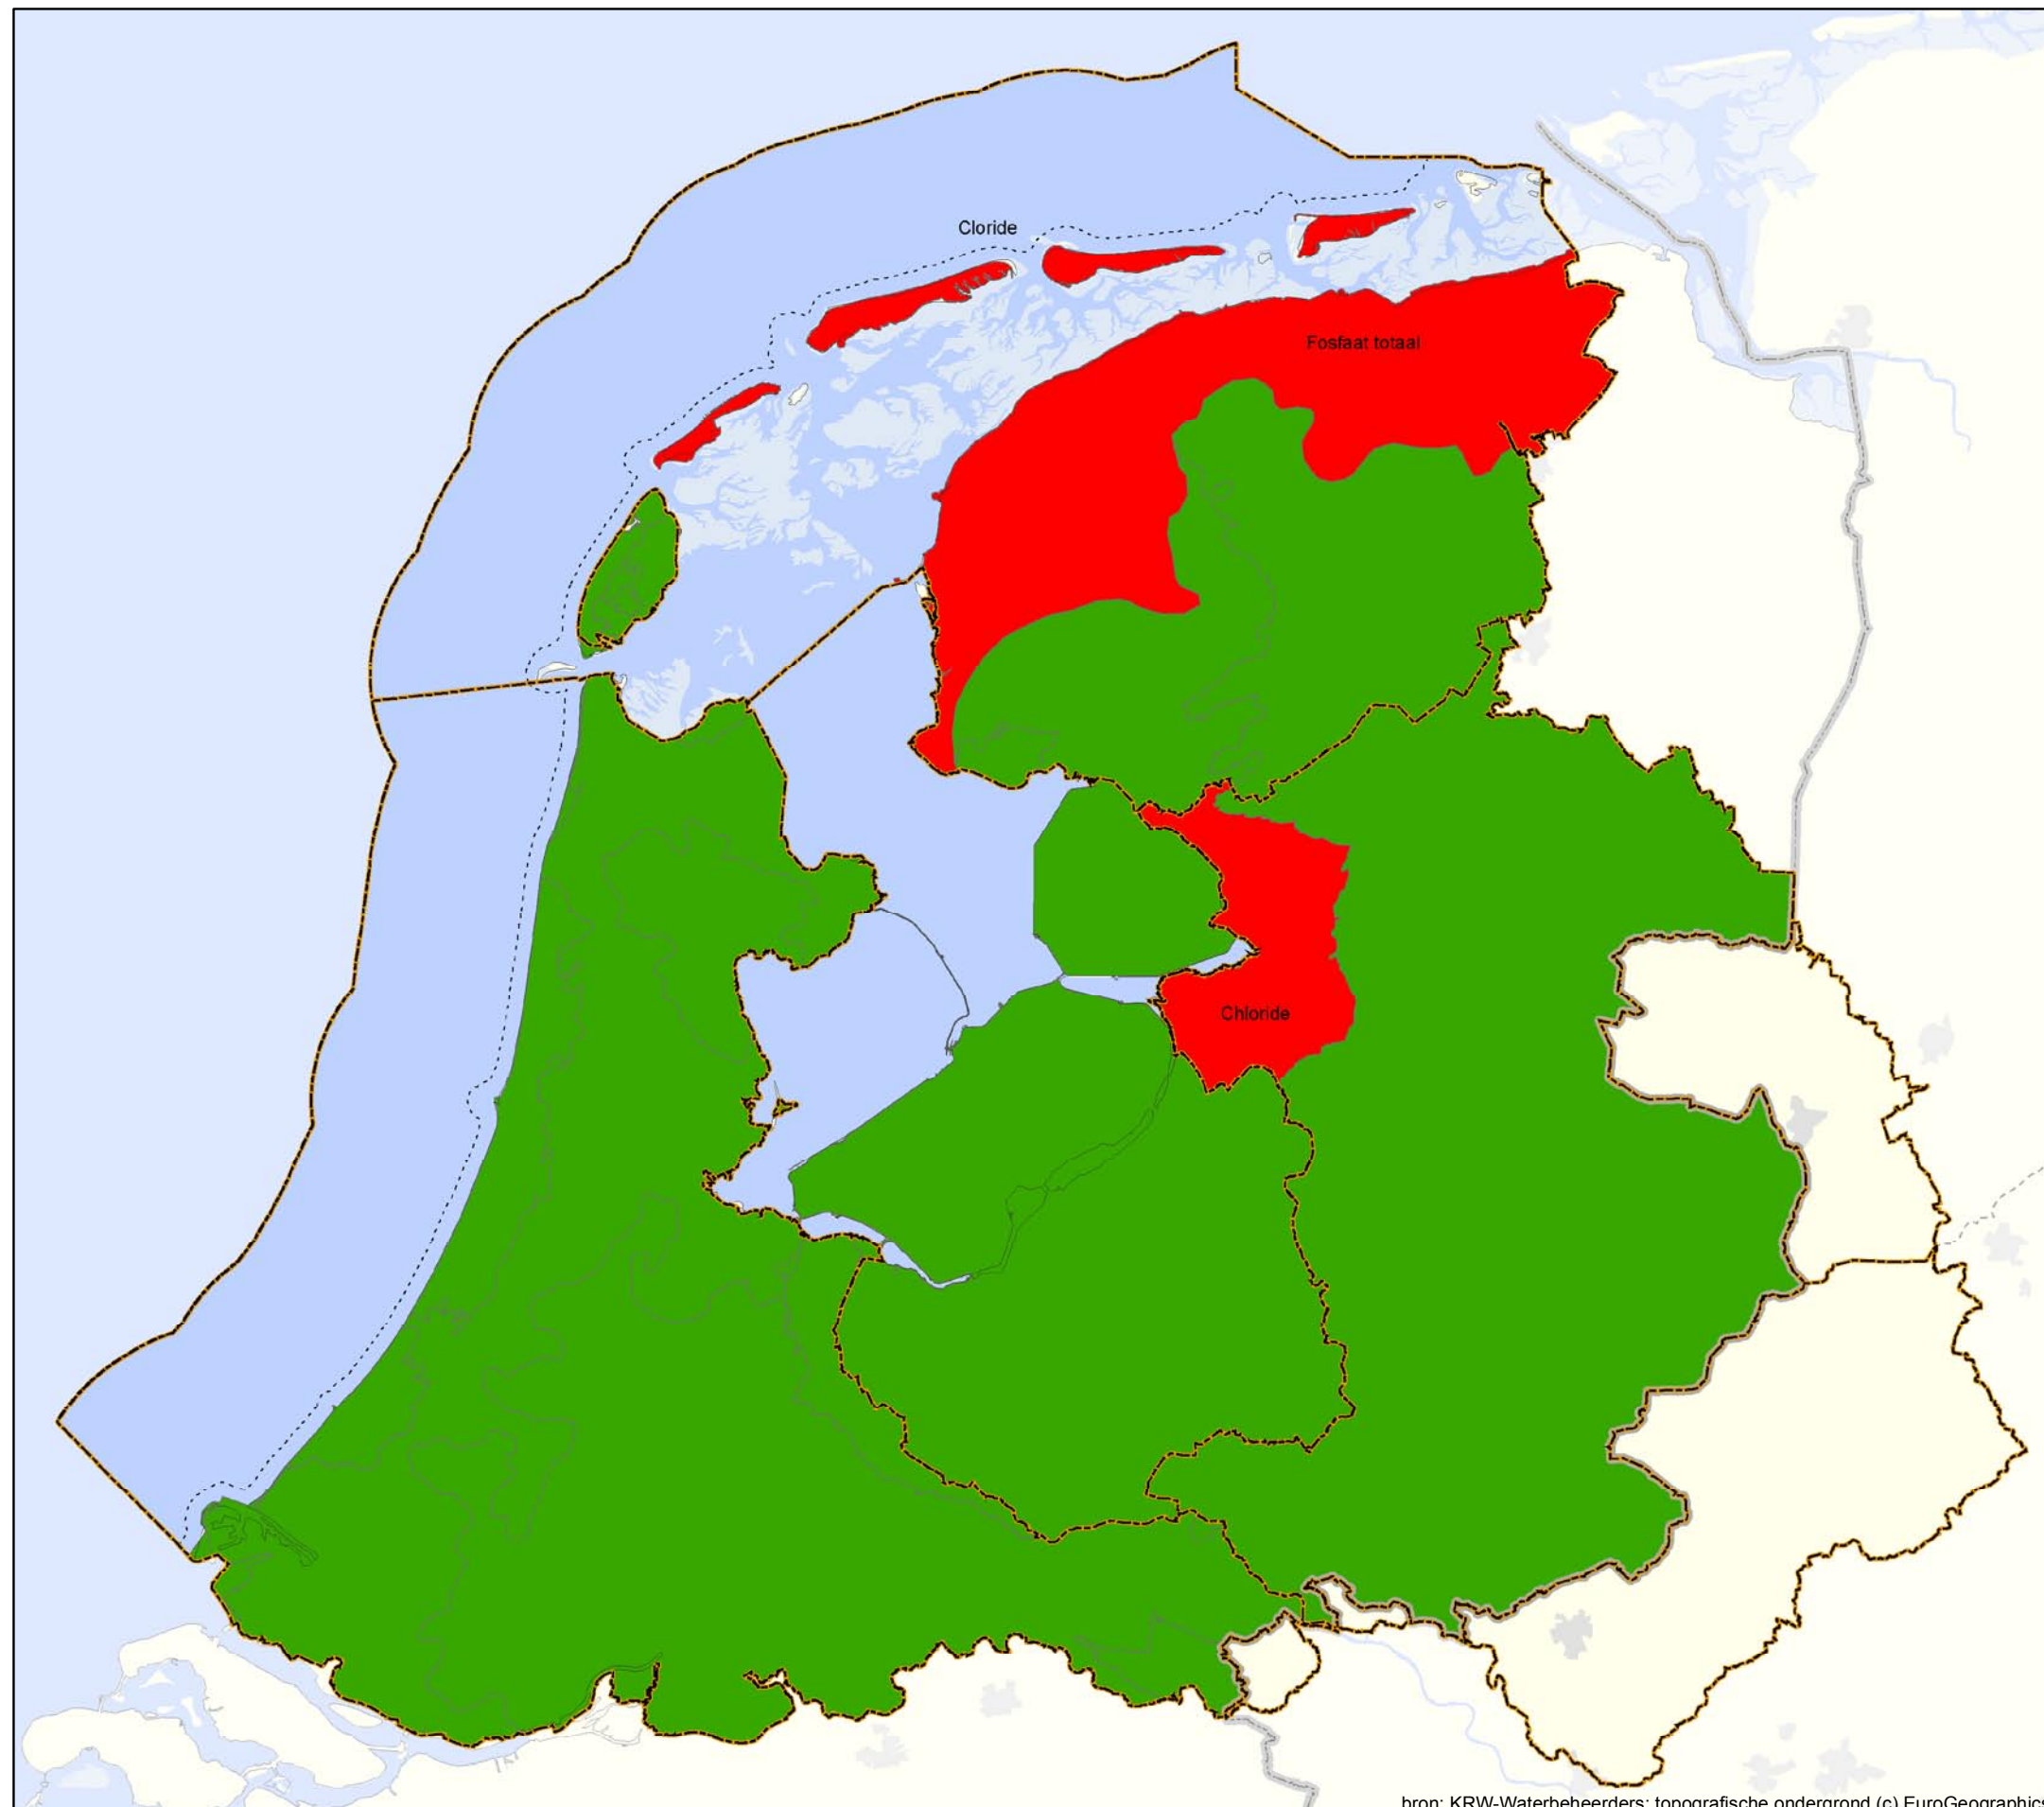 Cloride
Fosfaat totaal
Chloride
bron: KRW-Waterbeheerders; topografische ondergrond (c) EuroGeographics